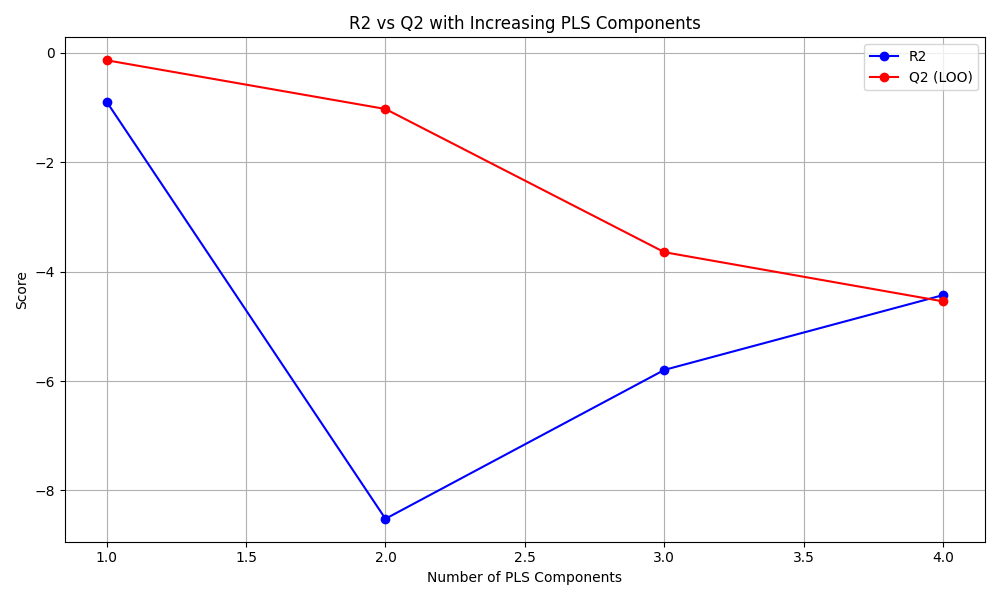 R2 vs Q2 with Increasing PLS Components
R2
Q2 (LOO)
0
−2
−4
−6
−8
Score
1.0
1.5
2.0
2.5
3.0
3.5
4.0
Number of PLS Components